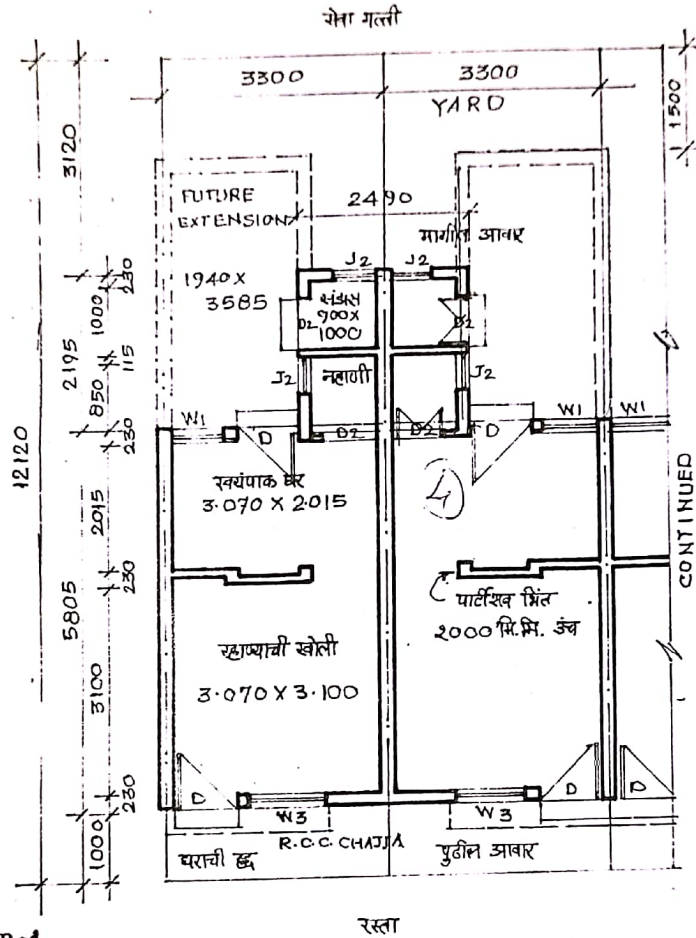 सेवा गल्ली
3300
3300
YARD
1500
3120
FUTURE
EXTENSION
2490
मागील आवार
J2
J2
1940 X
3585
230
1000
115
850
2195
230
संडास
900 X
1000
D2
D2
नहाणी
J2
J2
W1
D
D2
D2
D
W1
W1
12120
स्वयंपाक घर
3.070 X 2.015
4
2015
230
5805
CONTINUED
पार्टीसन भिंत
2000 मि.मि. उंच
रहाण्याची खोली
3.070 X 3.100
3100
230
D
W3
W3
D
D
R.C.C. CHAJJA
1000
घराची हद्द
पुढील आवार
रस्ता